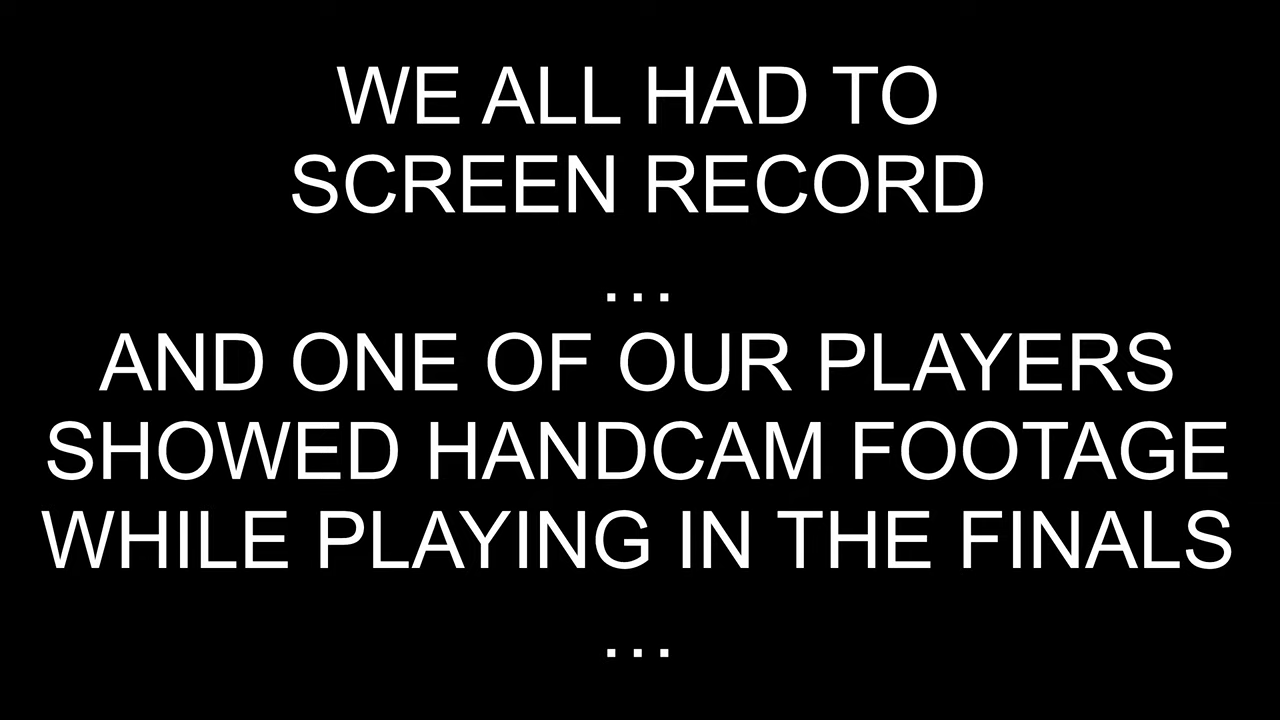 WE ALL HAD TO
SCREEN RECORD
...
AND ONE OF OUR PLAYERS
SHOWED HANDCAM FOOTAGE
WHILE PLAYING IN THE FINALS
...